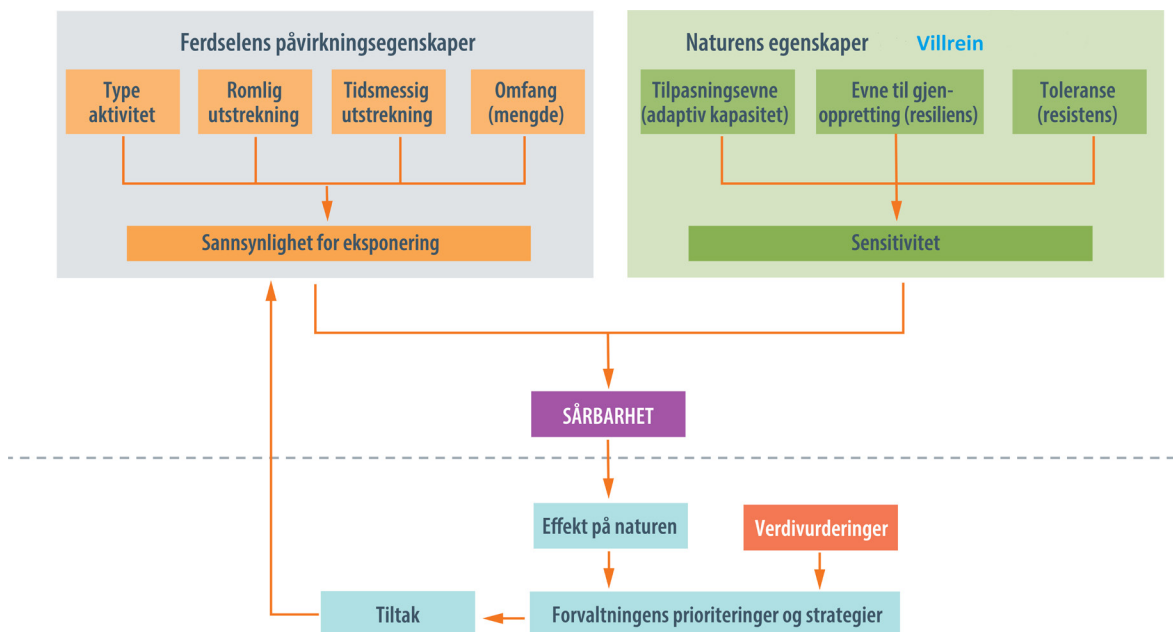 Ferdselens påvirkningsegenskaper
Type
aktivitet
Romlig
utstrekning
Tidsmessig
utstrekning
Omfang
(mengde)
Sannsynlighet for eksponering
Naturens egenskaper Villrein
Tilpasningsevne
(adaptiv kapasitet)
Evne til gjen-
oppretting (resiliens)
Toleranse
(resistens)
Sensitivitet
SÅRBARHET
Effekt på naturen
Verdivurderinger
Tiltak
Forvaltningens prioriteringer og strategier